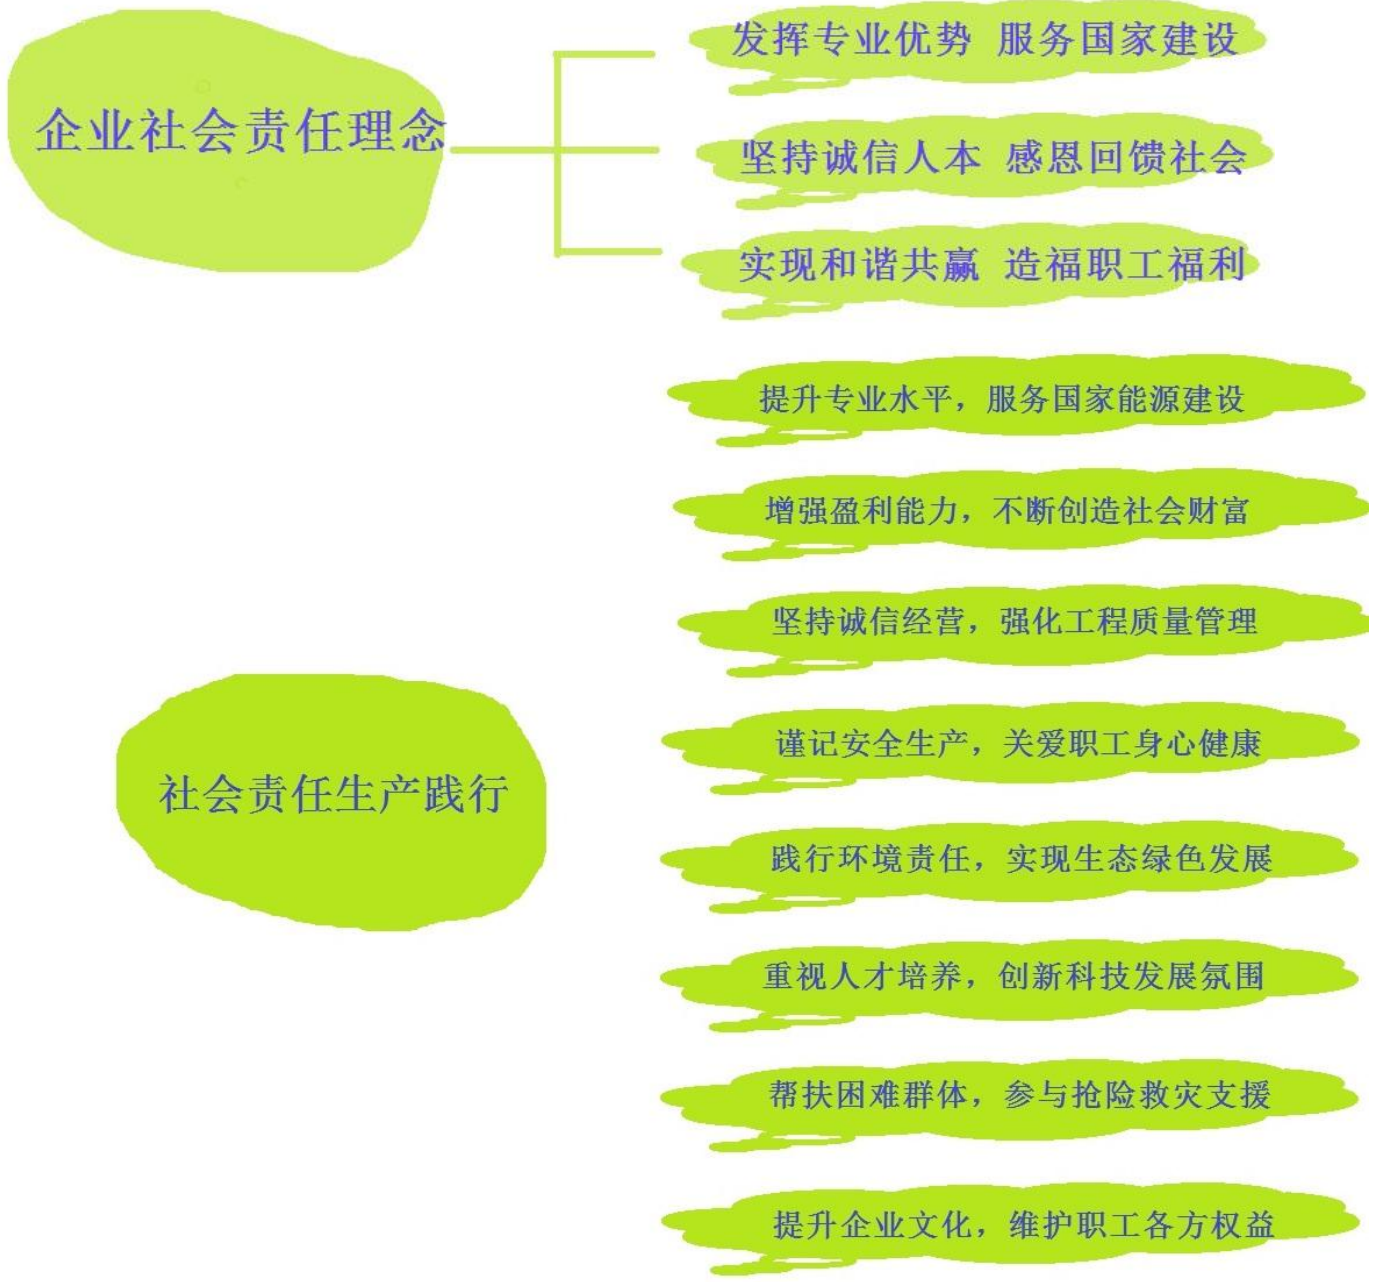 企业社会责任理念
发挥专业优势 服务国家建设
坚持诚信人本 感恩回馈社会
实现和谐共赢 造福职工福利
社会责任生产践行
提升专业水平，服务国家能源建设
增强盈利能力，不断创造社会财富
坚持诚信经营，强化工程质量管理
谨记安全生产，关爱职工身心健康
践行环境责任，实现生态绿色发展
重视人才培养，创新科技发展氛围
帮扶困难群体，参与抢险救灾支援
提升企业文化，维护职工各方权益